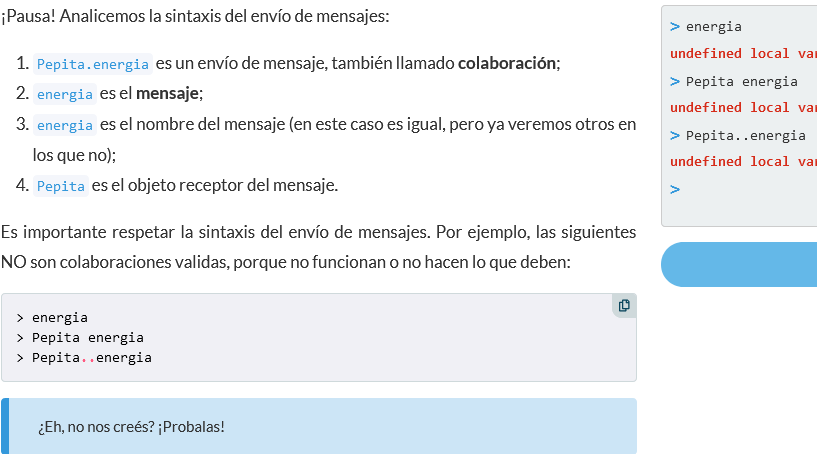 ¡Pausa! Analicemos la sintaxis del envío de mensajes:
1. Pepita.energia es un envío de mensaje, también llamado colaboración;
2. energia es el mensaje;
3. energia es el nombre del mensaje (en este caso es igual, pero ya veremos otros en
los que no);
4. Pepita es el objeto receptor del mensaje.
Es importante respetar la sintaxis del envío de mensajes. Por ejemplo, las siguientes
NO son colaboraciones validas, porque no funcionan o no hacen lo que deben:
> energia
> Pepita energia
> Pepita..energia
¿Eh, no nos creés? ¡Probalas!
> energia
undefined local va
> Pepita energia
undefined local va
> Pepita..energia
undefined local va
>